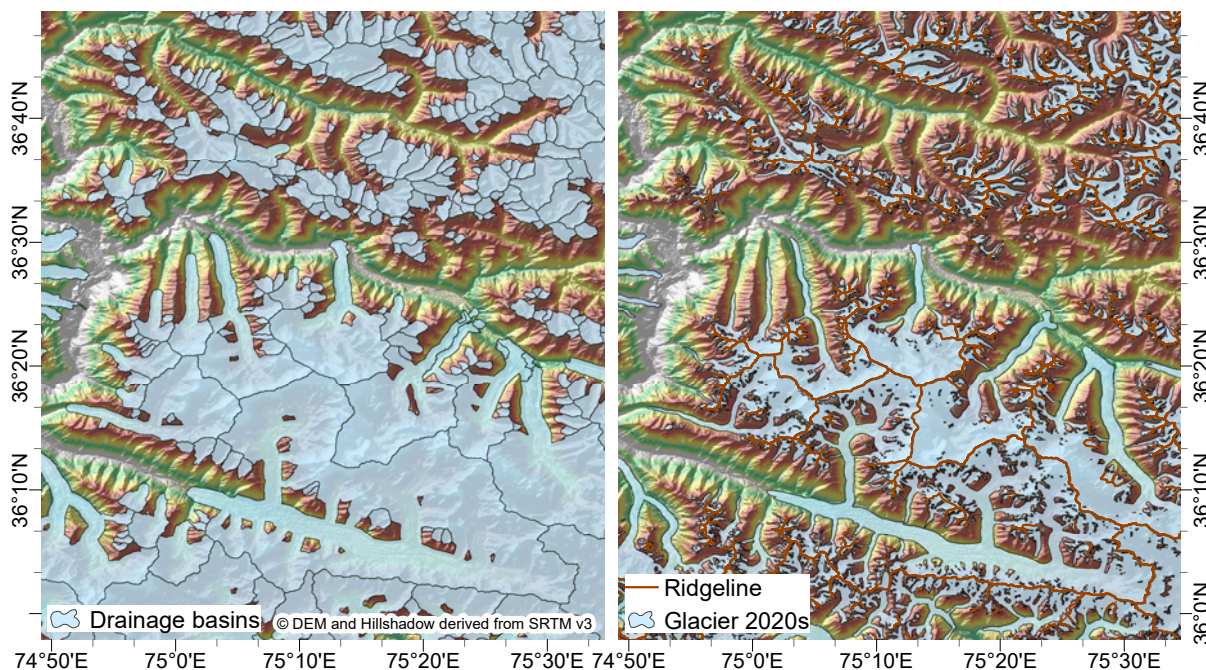 36°40'N
36°30'N
36°20'N
36°10'N
36°0'N
Drainage basins
© DEM and Hillshadow derived from SRTM v3
Ridgeline
Glacier 2020s
36°40'N
36°30'N
36°20'N
36°10'N
36°0'N
74°50'E 75°0'E 75°10'E 75°20'E 75°30'E 74°50'E 75°0'E 75°10'E 75°20'E 75°30'E